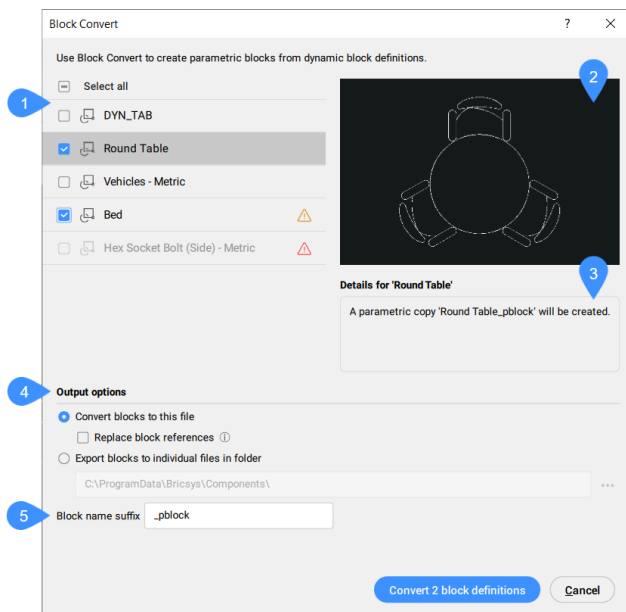 Block Convert
?
Use Block Convert to create parametric blocks from dynamic block definitions.
Select all
1
DYN_TAB
Round Table
Vehicles - Metric
Bed
Hex Socket Bolt (Side) - Metric
2
3
Details for 'Round Table'
A parametric copy 'Round Table_pblock' will be created.
4
Output options
Convert blocks to this file
Replace block references
Export blocks to individual files in folder
C:\ProgramData\Bricsys\Components\
...
5
Block name suffix _pblock
Convert 2 block definitions Cancel